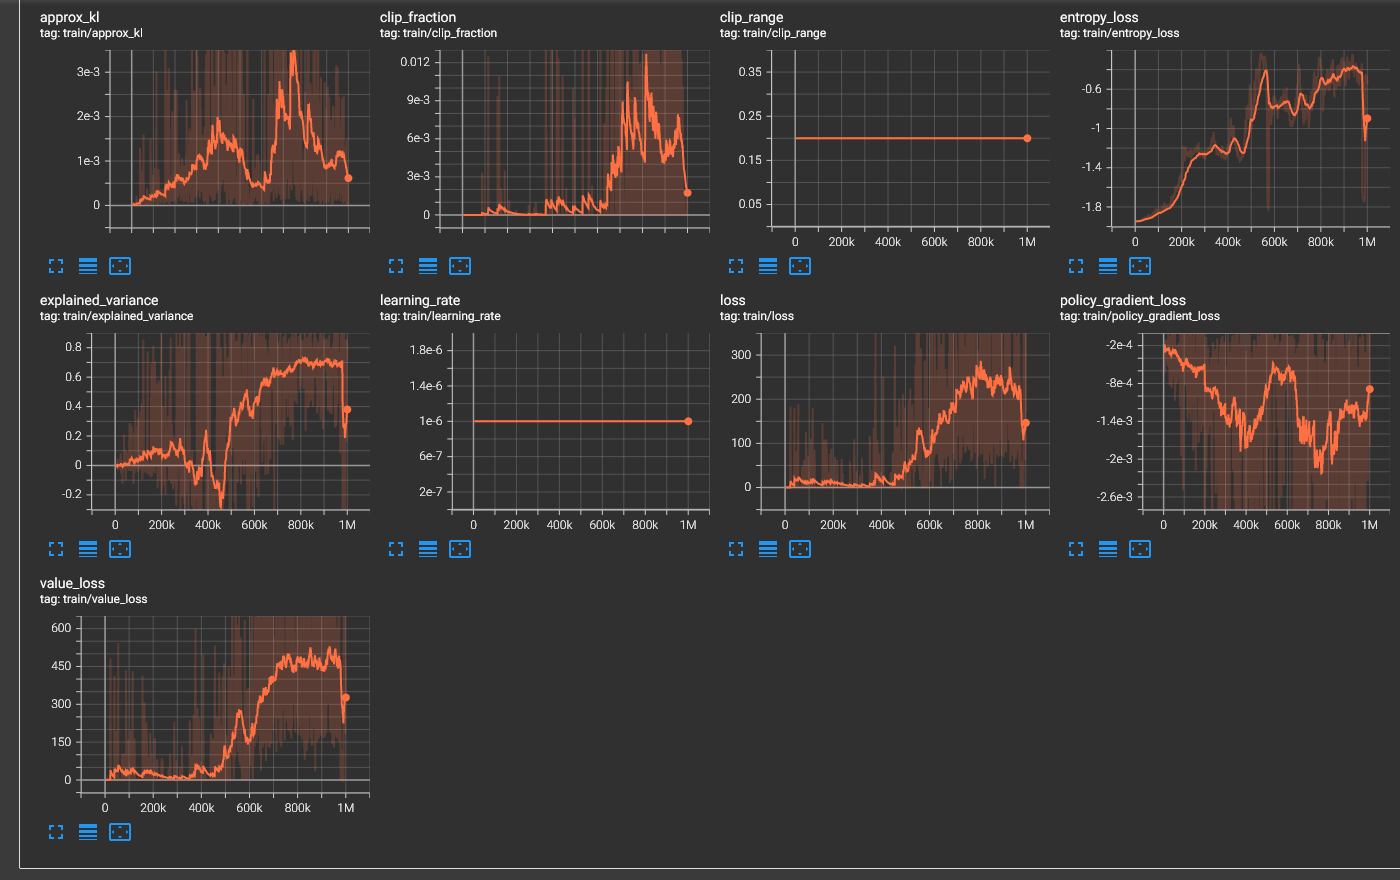 approx_kl
tag: train/approx_kl
3e-3
2e-3
1e-3
0
clip_fraction
tag: train/clip_fraction
0.012
9e-3
6e-3
3e-3
0
clip_range
tag: train/clip_range
0.35
0.25
0.15
0.05
0 200k 400k 600k 800k 1M
entropy_loss
tag: train/entropy_loss
-0.6
-1
-1.4
-1.8
0 200k 400k 600k 800k 1M
explained_variance
tag: train/explained_variance
0.8
0.6
0.4
0.2
0
-0.2
0 200k 400k 600k 800k 1M
learning_rate
tag: train/learning_rate
1.8e-6
1.4e-6
1e-6
6e-7
2e-7
0 200k 400k 600k 800k 1M
loss
tag: train/loss
300
200
100
0
0 200k 400k 600k 800k 1M
policy_gradient_loss
tag: train/policy_gradient_loss
-2e-4
-8e-4
-1.4e-3
-2e-3
-2.6e-3
0 200k 400k 600k 800k 1M
value_loss
tag: train/value_loss
600
450
300
150
0
0 200k 400k 600k 800k 1M